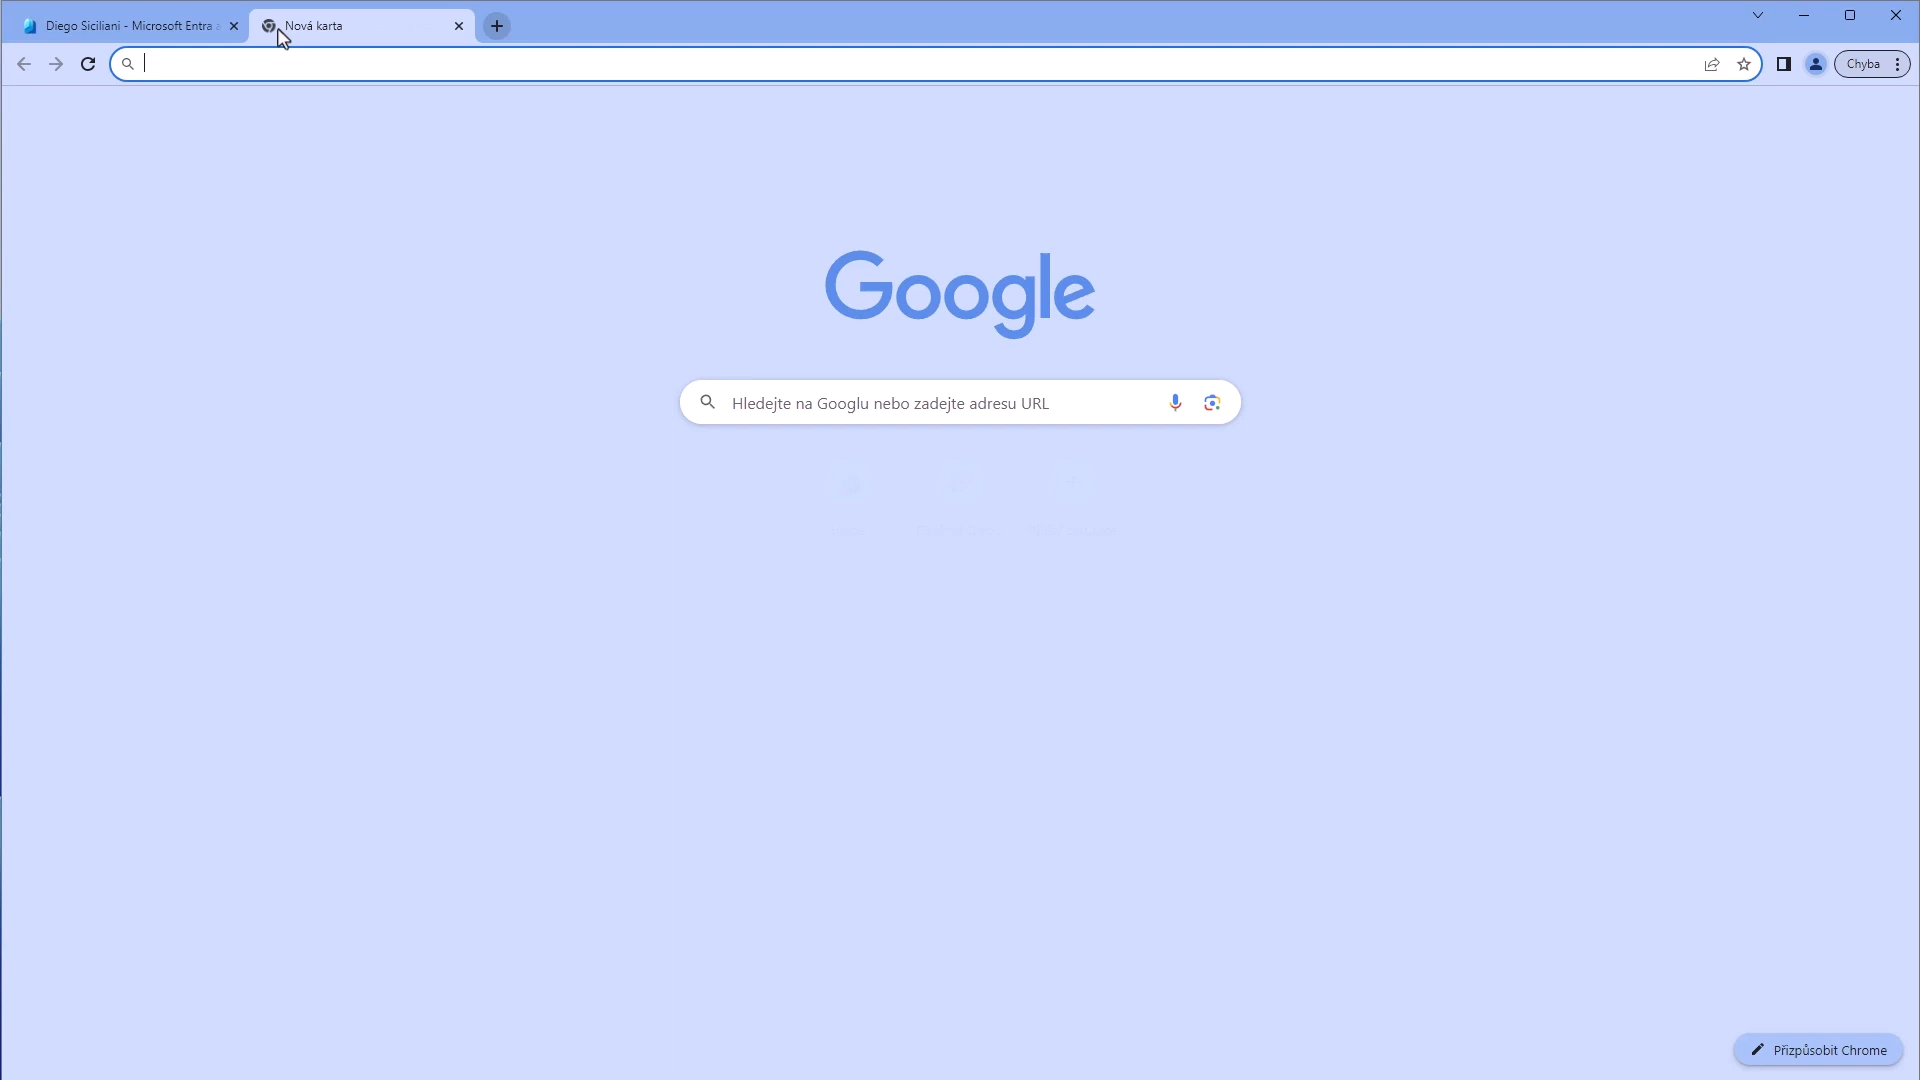 Diego Siciliani - Microsoft Entra
Nová karta
Chyba
Google
Hledejte na Googlu nebo zadejte adresu URL
Přizpůsobit Chrome